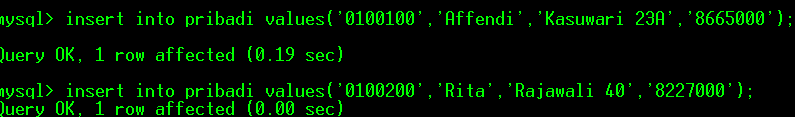 mysql> insert into pribadi values('0100100','Affendi','Kasuwari 23A','8665000');
Query OK, 1 row affected (0.19 sec)
mysql> insert into pribadi values('0100200','Rita','Rajawali 40','8227000');
Query OK, 1 row affected (0.00 sec)